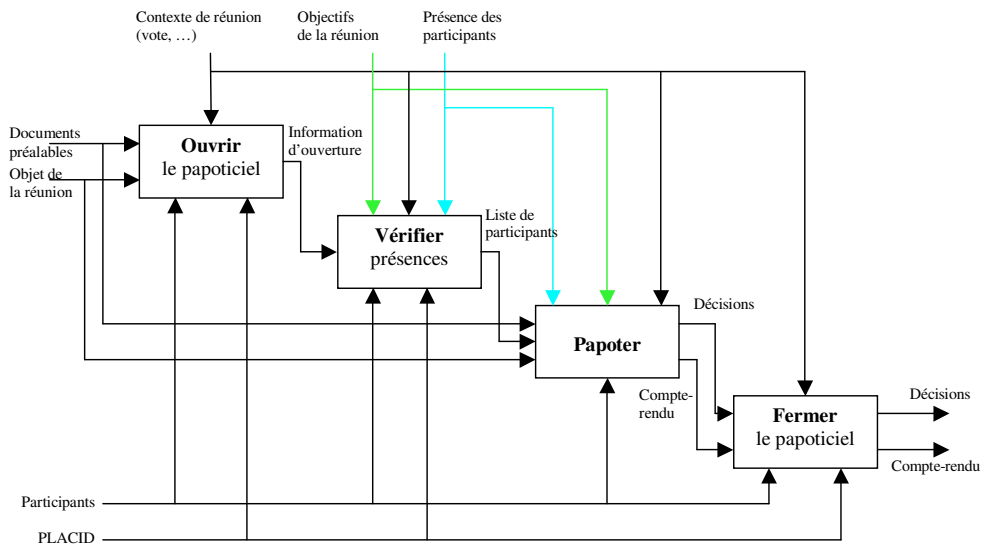 Contexte de réunion
(vote, …)
Objectifs
de la réunion
Présence des
participants
Documents
préalables
Objet de
la réunion
Ouvrir
le papoticiel
Information
d’ouverture
Vérifier
présences
Liste de
participants
Papoter
Décisions
Compte-
rendu
Fermer
le papoticiel
Décisions
Compte-rendu
Participants
PLACID